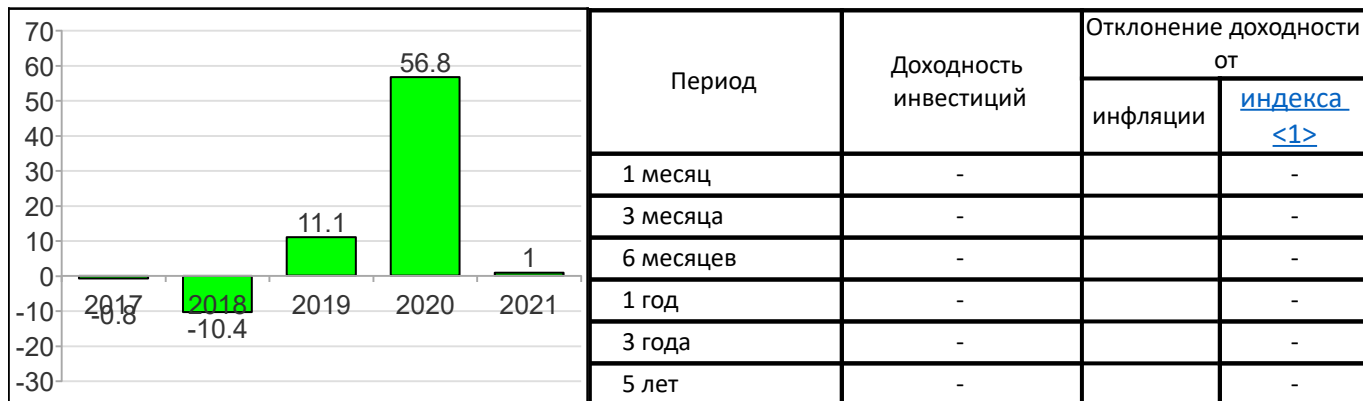 70
60
50
40
30
20
10
0
-10
-20
-30
56.8
11.1
1
2017 2018 2019 2020 2021
-0.8
-10.4
Период
Доходность
инвестиций
Отклонение доходности
от
инфляции
индекса
<1>
1 месяц - -
3 месяца - -
6 месяцев - -
1 год - -
3 года - -
5 лет - -